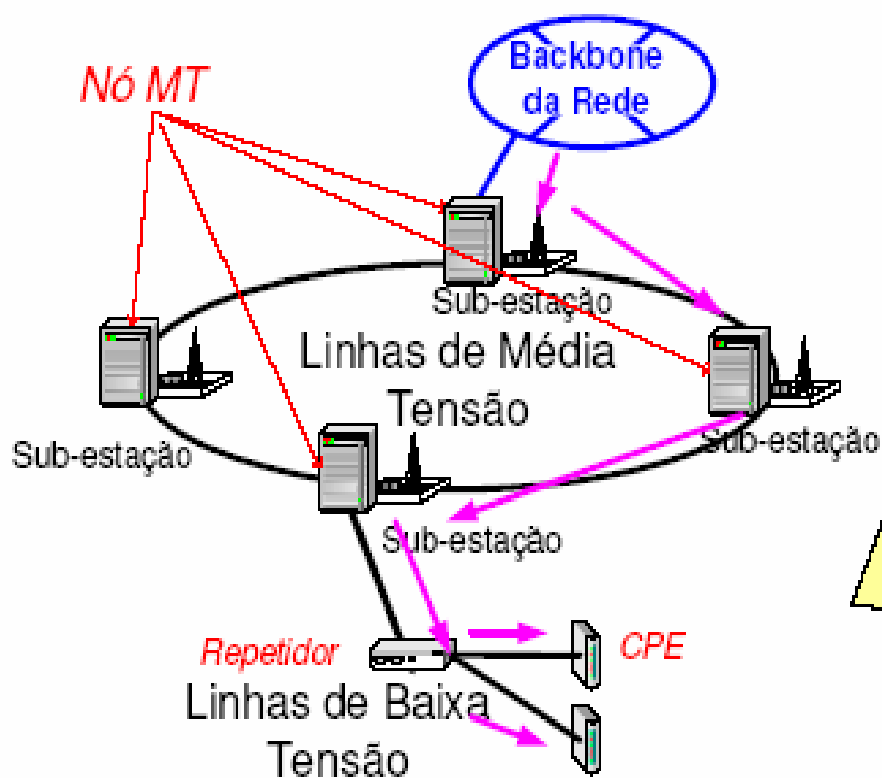 Backbone
da Rede
Nó MT
Sub-estação
Linhas de Média
Tensão
Sub-estação
Sub-estação
Sub-estação
Repetidor
CPE
Linhas de Baixa
Tensão